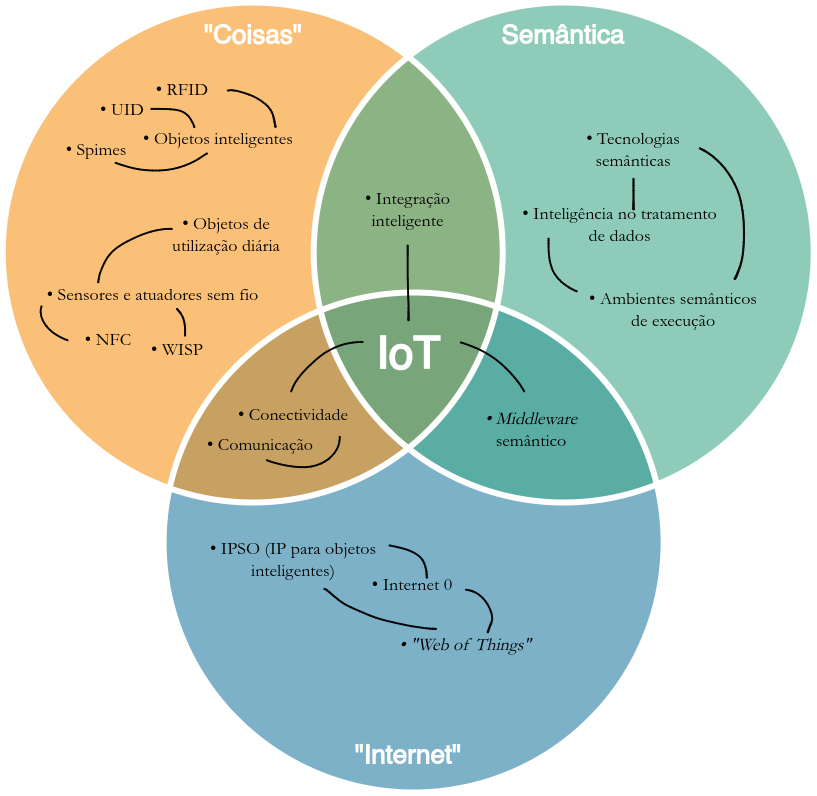 "Coisas"
Semântica
• RFID
• UID
• Objetos inteligentes
• Spimes
• Objetos de
utilização diária
• Sensores e atuadores sem fio
• NFC
• WISP
• Integração
inteligente
• Tecnologias
semânticas
• Inteligência no tratamento
de dados
• Ambientes semânticos
de execução
IoT
• Conectividade
• Comunicação
• Middleware
semântico
• IPSO (IP para objetos
inteligentes)
• Internet 0
• "Web of Things"
"Internet"